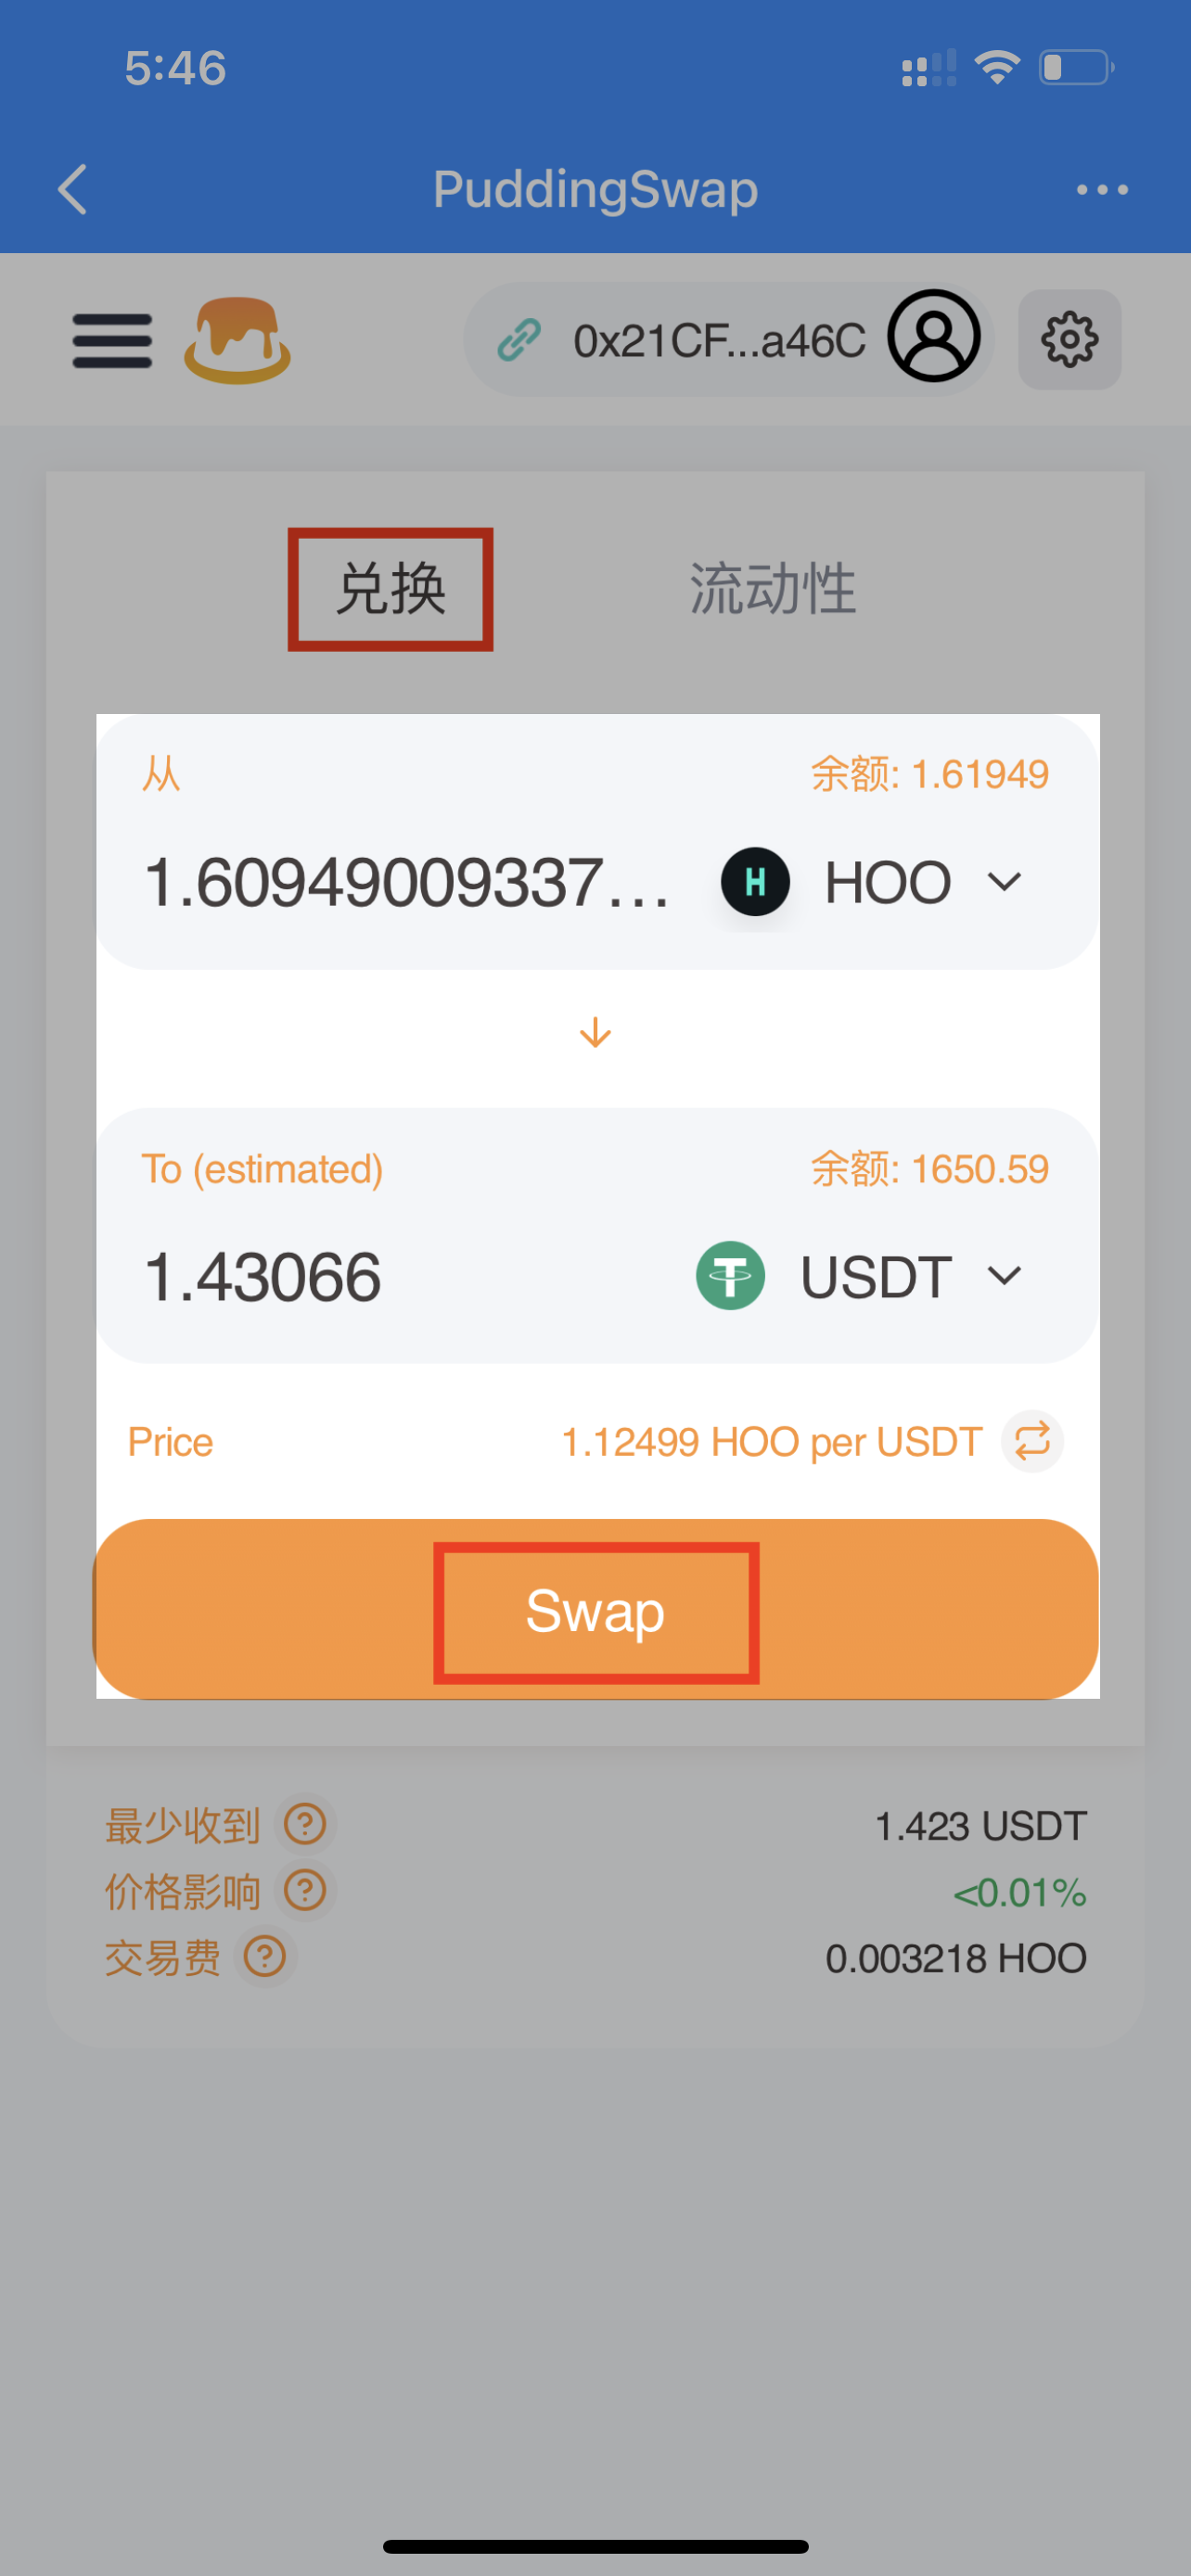 5:46
PuddingSwap
0x21CF...a46C
兑换 流动性
从 余额: 1.61949
1.60949009337... H HOO
To (estimated) 余额: 1650.59
1.43066 USDT
Price 1.12499 HOO per USDT
Swap
最少收到 ? 1.423 USDT
价格影响 ? <0.01%
交易费 ? 0.003218 HOO